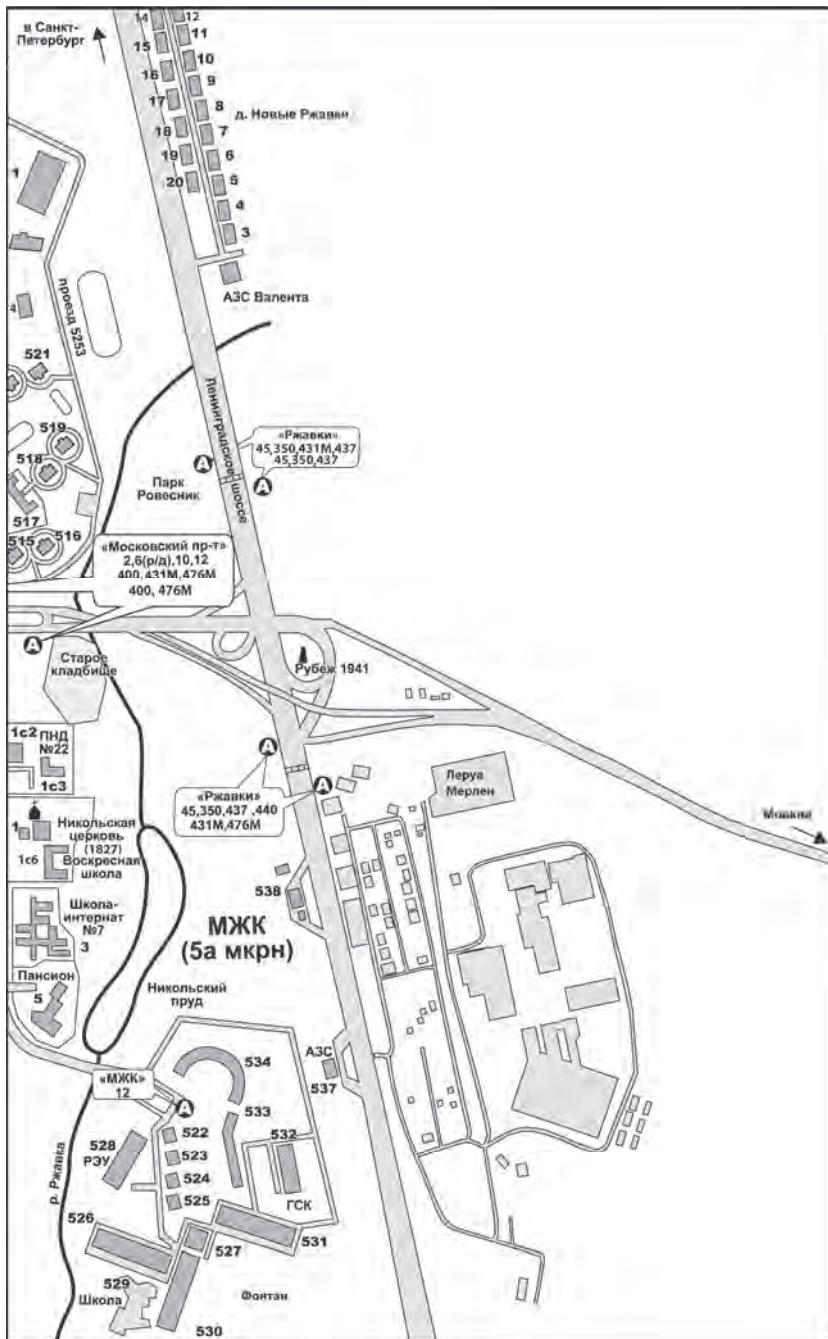 в Санкт-
Петербург
14
12
15
11
16
10
17
9
18
8
д. Новые Ржавки
7
19
6
20
5
4
3
1
АЗС Валента
4
проезд 5253
521
519
518
517
515
516
Ленинградское шоссе
«Ржавки»
45,350,431М,437
45,350,437
А
А
Парк
Ровесник
«Московский пр-т»
2,6(р/д),10,12
400,431М,476М
400, 476М
А
Старое
кладбище
Рубеж 1941
1с2
ПНД
№22
1с3
А
А
«Ржавки»
45,350,437 ,440
431М,476М
Леруа
Мерлен
1
Никольская
церковь
(1827)
1с6
Воскресная
школа
538
Школа-
интернат
№7
3
МЖК
(5а мкрн)
Пансион
5
Никольский
пруд
АЗС
537
534
533
532
«МЖК»
12
А
522
523
524
525
528
РЭУ
р. Ржавка
ГСК
526
527
531
529
Школа
Фонтан
530